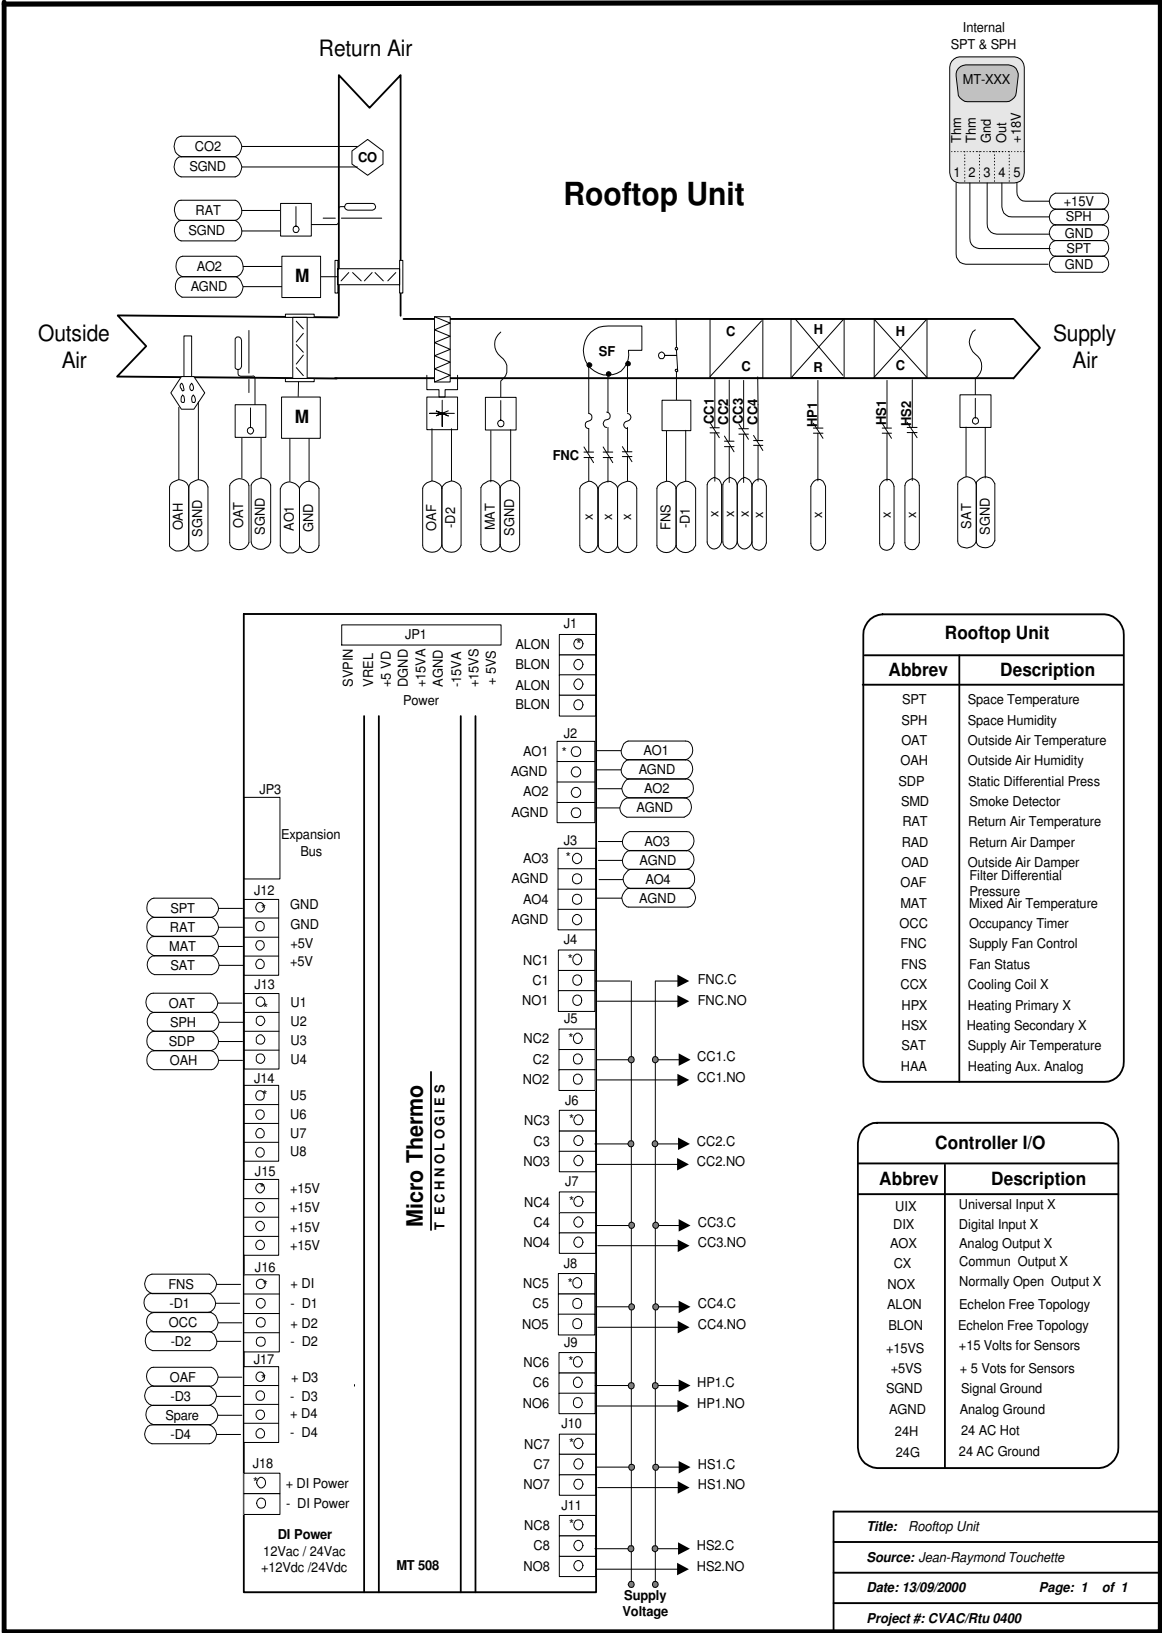 Return Air
Internal
SPT & SPH
MT-XXX
Thm
Thm
Gnd
Out
+18V
1 2 3 4 5
+15V
SPH
GND
SPT
GND
CO2
SGND
CO
RAT
SGND
AO2
AGND
M
Rooftop Unit
Outside
Air
Supply
Air
SF
C
C
H
R
H
C
M
FNC
CC1
CC2
CC3
CC4
HP1
HS1
HS2
OAH
SGND
OAT
SGND
AO1
GND
OAF
-D2
MAT
SGND
X
X
X
FNS
-D1
X
X
X
X
X
X
X
SAT
SGND
JP1
SVPIN
VREL
+5 VD
DGND
+15VA
AGND
-15VA
+15VS
+ 5VS
Power
J1
ALON *
BLON
ALON
BLON
J2
AO1 * AO1
AGND AGND
AO2 AO2
AGND AGND
J3
AO3 * AO3
AGND AGND
AO4 AO4
AGND AGND
J4
NC1 *
C1 FNC.C
NO1 FNC.NO
J5
NC2 *
C2 CC1.C
NO2 CC1.NO
J6
NC3 *
C3 CC2.C
NO3 CC2.NO
J7
NC4 *
C4 CC3.C
NO4 CC3.NO
J8
NC5 *
C5 CC4.C
NO5 CC4.NO
J9
NC6 *
C6 HP1.C
NO6 HP1.NO
J10
NC7 *
C7 HS1.C
NO7 HS1.NO
J11
NC8 *
C8 HS2.C
NO8 HS2.NO
Supply
Voltage
JP3
Expansion
Bus
J12
SPT * GND
RAT GND
MAT +5V
SAT +5V
J13
OAT * U1
SPH U2
SDP U3
OAH U4
J14
* U5
U6
U7
U8
J15
* +15V
+15V
+15V
+15V
J16
FNS * + DI
-D1 - D1
OCC + D2
-D2 - D2
J17
OAF * + D3
-D3 - D3
Spare + D4
-D4 - D4
J18
* + DI Power
- DI Power
DI Power
12Vac / 24Vac
+12Vdc /24Vdc
MT 508
Micro Thermo
TECHNOLOGIES
Rooftop Unit
Abbrev Description
SPT Space Temperature
SPH Space Humidity
OAT Outside Air Temperature
OAH Outside Air Humidity
SDP Static Differential Press
SMD Smoke Detector
RAT Return Air Temperature
RAD Return Air Damper
OAD Outside Air Damper
OAF Filter Differential
Pressure
MAT Mixed Air Temperature
OCC Occupancy Timer
FNC Supply Fan Control
FNS Fan Status
CCX Cooling Coil X
HPX Heating Primary X
HSX Heating Secondary X
SAT Supply Air Temperature
HAA Heating Aux. Analog
Controller I/O
Abbrev Description
UIX Universal Input X
DIX Digital Input X
AOX Analog Output X
CX Commun Output X
NOX Normally Open Output X
ALON Echelon Free Topology
BLON Echelon Free Topology
+15VS +15 Volts for Sensors
+5VS + 5 Vots for Sensors
SGND Signal Ground
AGND Analog Ground
24H 24 AC Hot
24G 24 AC Ground
Title: Rooftop Unit
Source: Jean-Raymond Touchette
Date: 13/09/2000 Page: 1 of 1
Project #: CVAC/Rtu 0400